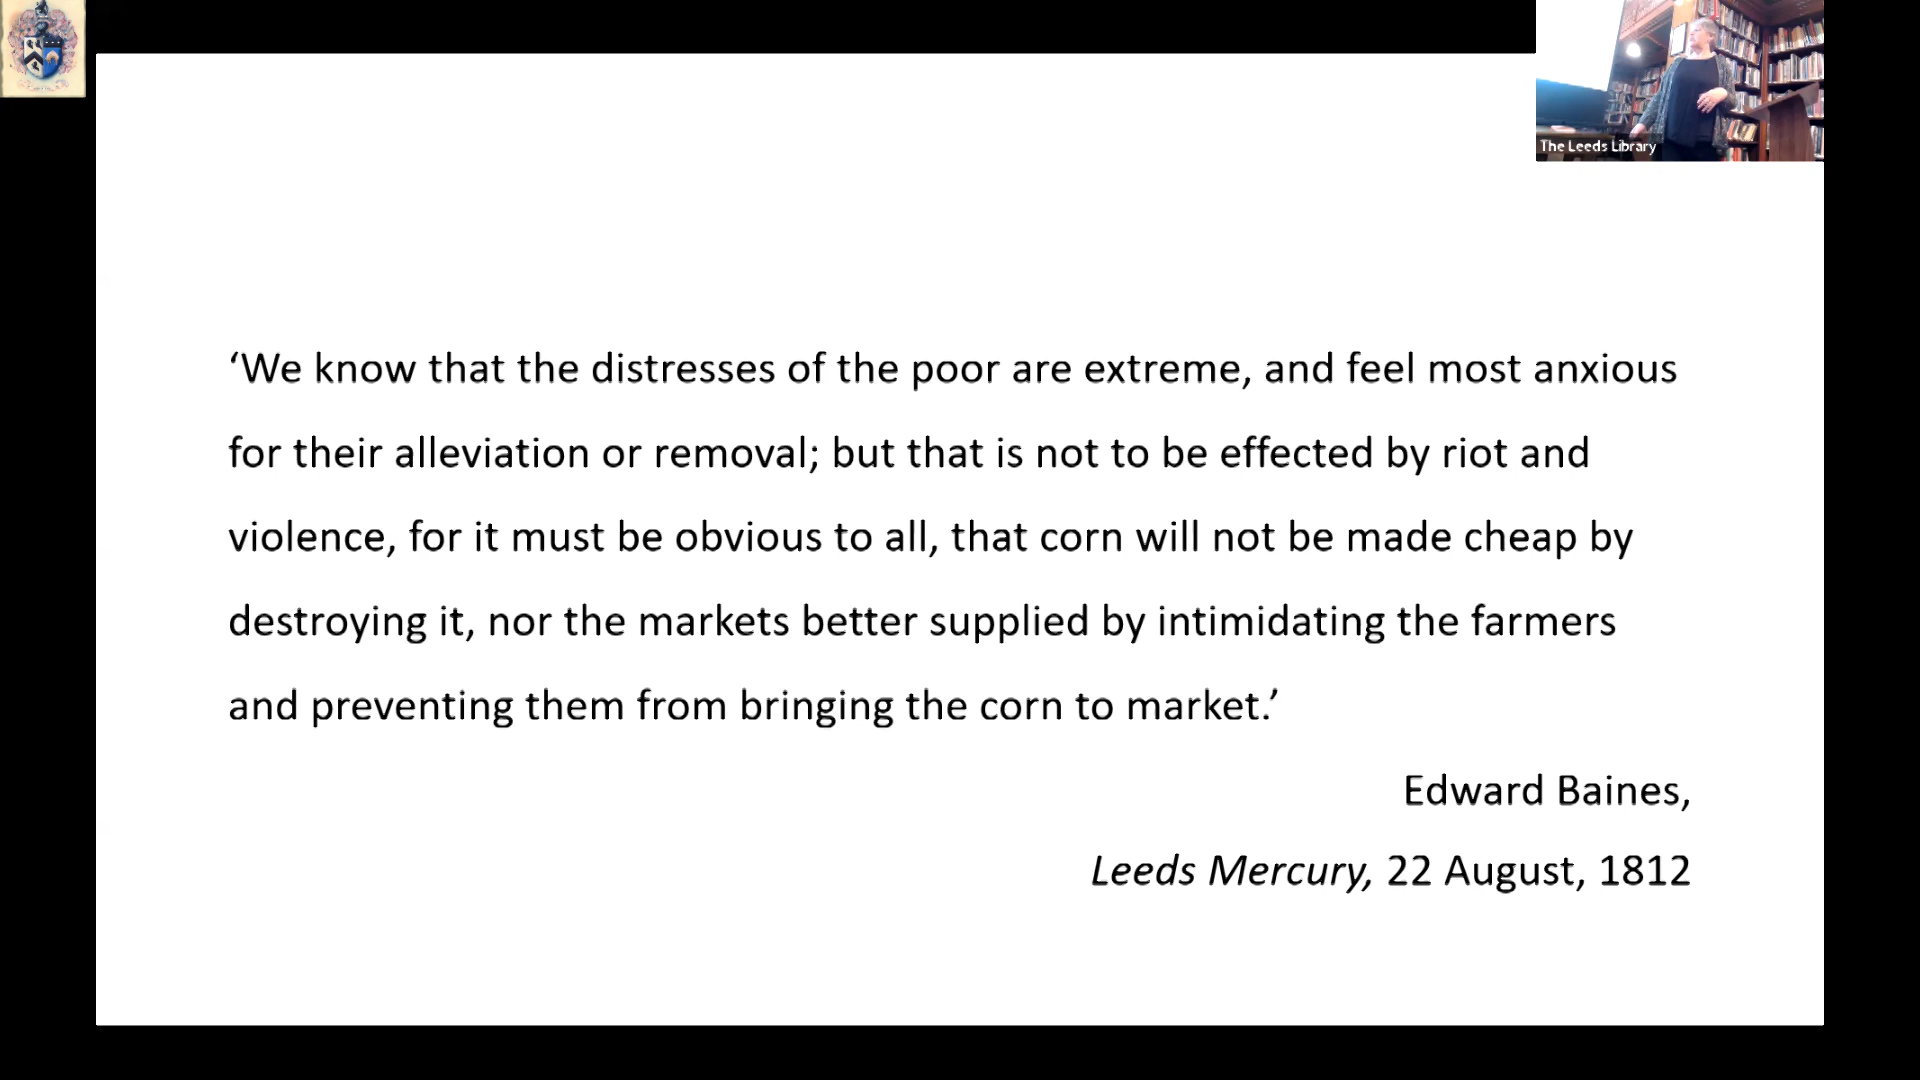 The Leeds Library
‘We know that the distresses of the poor are extreme, and feel most anxious
for their alleviation or removal; but that is not to be effected by riot and
violence, for it must be obvious to all, that corn will not be made cheap by
destroying it, nor the markets better supplied by intimidating the farmers
and preventing them from bringing the corn to market.’
Edward Baines,
Leeds Mercury, 22 August, 1812